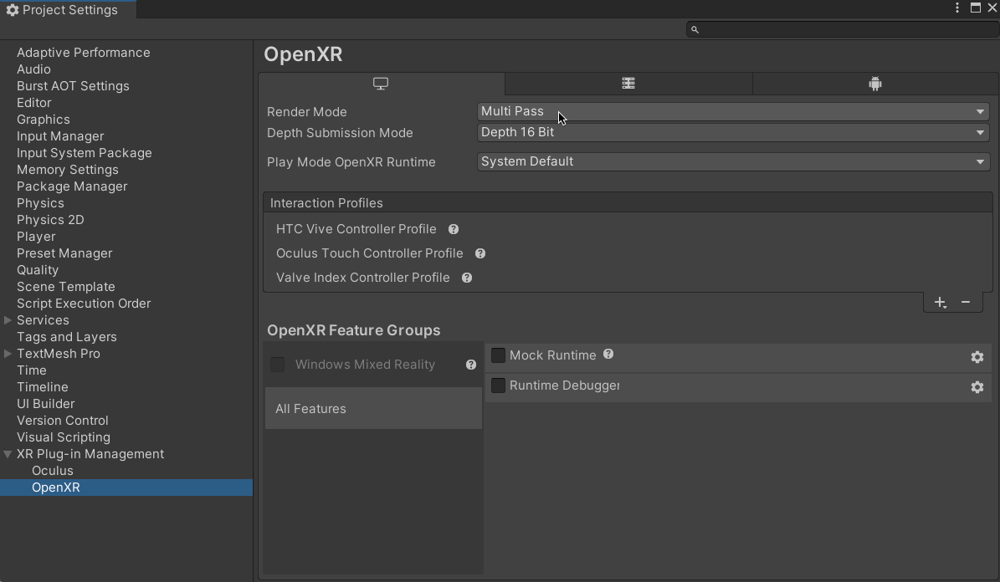 Project Settings
Adaptive Performance
Audio
Burst AOT Settings
Editor
Graphics
Input Manager
Input System Package
Memory Settings
Package Manager
Physics
Physics 2D
Player
Preset Manager
Quality
Scene Template
Script Execution Order
Services
Tags and Layers
TextMesh Pro
Time
Timeline
UI Builder
Version Control
Visual Scripting
XR Plug-in Management
Oculus
OpenXR
OpenXR
Render Mode Multi Pass
Depth Submission Mode Depth 16 Bit
Play Mode OpenXR Runtime System Default
Interaction Profiles
HTC Vive Controller Profile
Oculus Touch Controller Profile
Valve Index Controller Profile
OpenXR Feature Groups
Windows Mixed Reality
All Features
Mock Runtime
Runtime Debugger